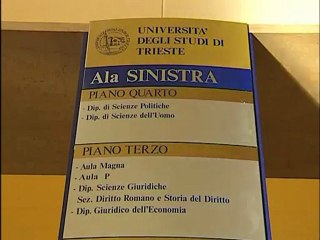 UNIVERSITA'
DEGLI STUDI DI
TRIESTE
Ala SINISTRA
PIANO QUARTO
- Dip. di Scienze Politiche
- Dip. di Scienze dell'Uomo
PIANO TERZO
- Aula Magna
- Aula P
- Dip. Scienze Giuridiche
Sez. Diritto Romano e Storia del Diritto
- Dip. Giuridico dell'Economia